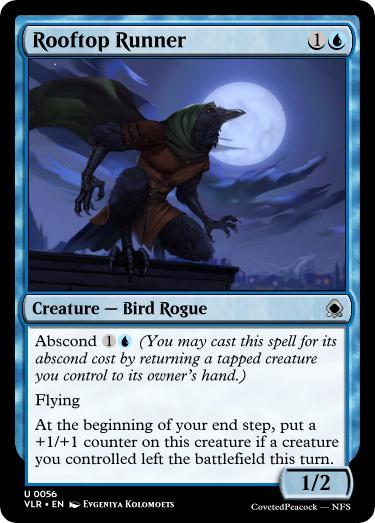 Rooftop Runner 1
Creature — Bird Rogue
Abscond 1 (You may cast this spell for its
abscond cost by returning a tapped creature
you control to its owner's hand.)
Flying
At the beginning of your end step, put a
+1/+1 counter on this creature if a creature
you controlled left the battlefield this turn.
1/2
U 0056
VLR • EN Evgeniya Kolomoets
CovetedPeacock — NFS